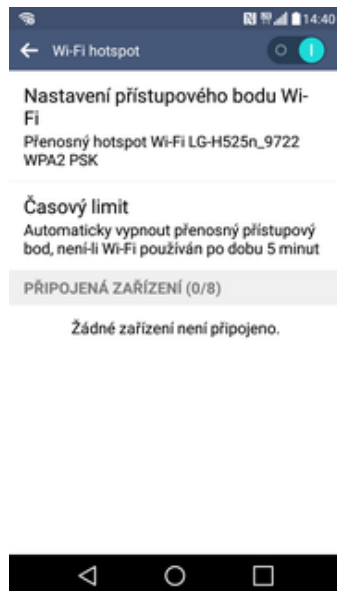 14:40
Wi-Fi hotspot
Nastavení přístupového bodu Wi-
Fi
Přenosný hotspot Wi-Fi LG-H525n_9722
WPA2 PSK
Časový limit
Automaticky vypnout přenosný přístupový
bod, není-li Wi-Fi používán po dobu 5 minut
PŘIPOJENÁ ZAŘÍZENÍ (0/8)
Žádné zařízení není připojeno.